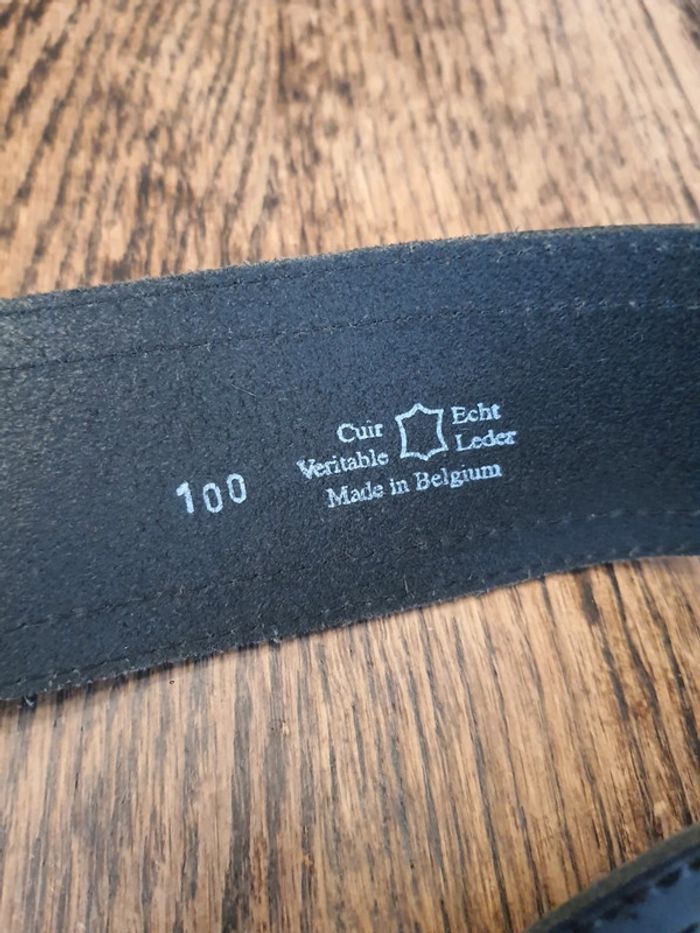 Cuir Echt
Veritable Leder
Made in Belgium
100